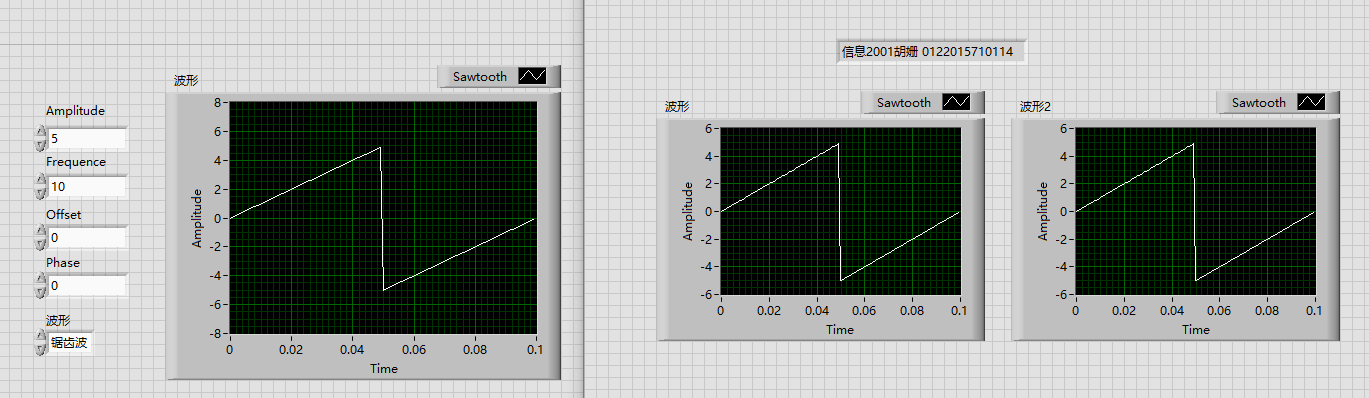 Amplitude
5
Frequence
10
Offset
0
Phase
0
波形
锯齿波
波形
Sawtooth
8
6
4
2
0
-2
-4
-6
-8
Amplitude
0
0.02
0.04
0.06
0.08
0.1
Time
信息2001胡姗 0122015710114
波形
Sawtooth
6
4
2
0
-2
-4
-6
Amplitude
0
0.02
0.04
0.06
0.08
0.1
Time
波形2
Sawtooth
6
4
2
0
-2
-4
-6
Amplitude
0
0.02
0.04
0.06
0.08
0.1
Time